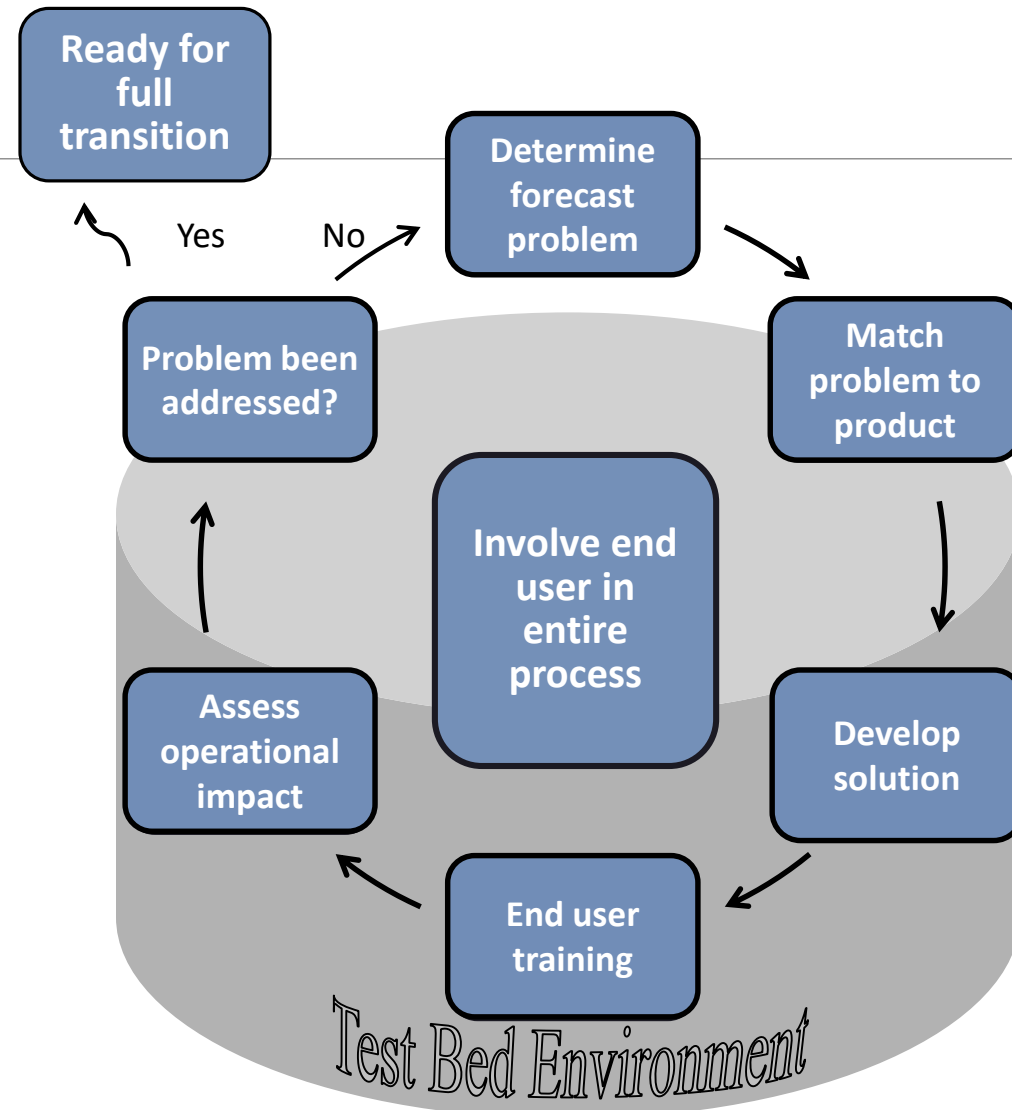 Ready for
full
transition
Determine
forecast
problem
Yes
No
Problem been
addressed?
Match
problem to
product
Involve end
user in
entire
process
Assess
operational
impact
Develop
solution
End user
training
Test Bed Environment